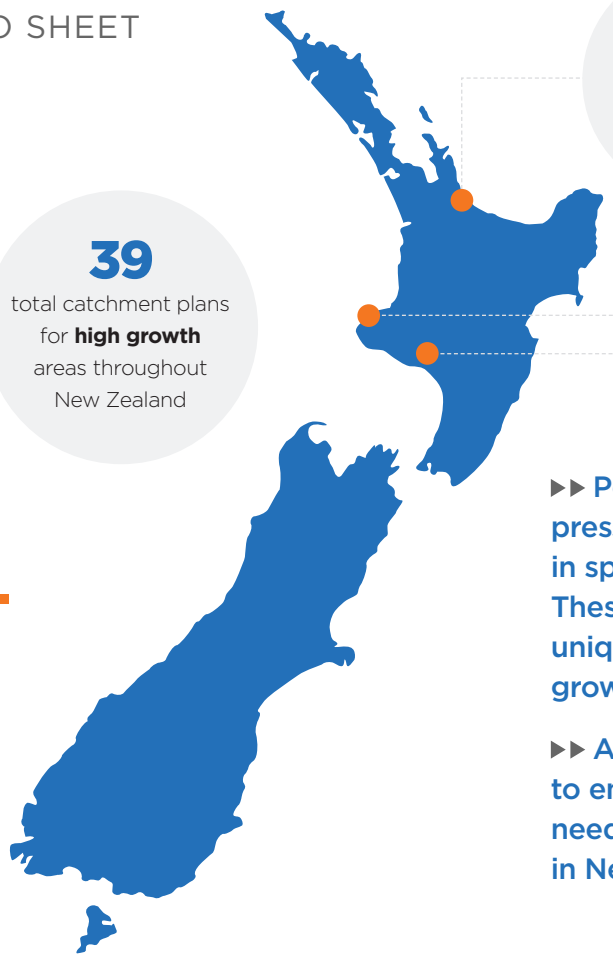 SHEET
39
total catchment plans
for high growth
areas throughout
New Zealand
▶▶
pres
in sp
Thes
uniq
grow
▶▶ A
to
need
in Ne